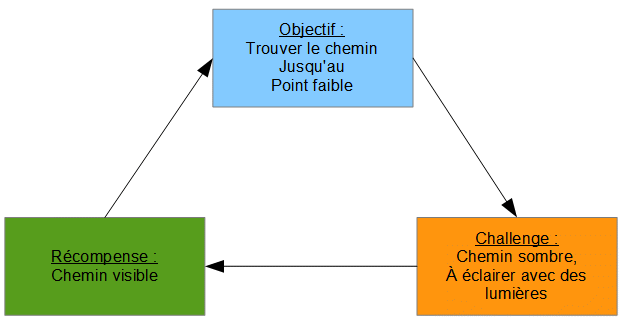 Objectif :
Trouver le chemin
Jusqu'au
Point faible
Récompense :
Chemin visible
Challenge :
Chemin sombre,
À éclairer avec des
lumières